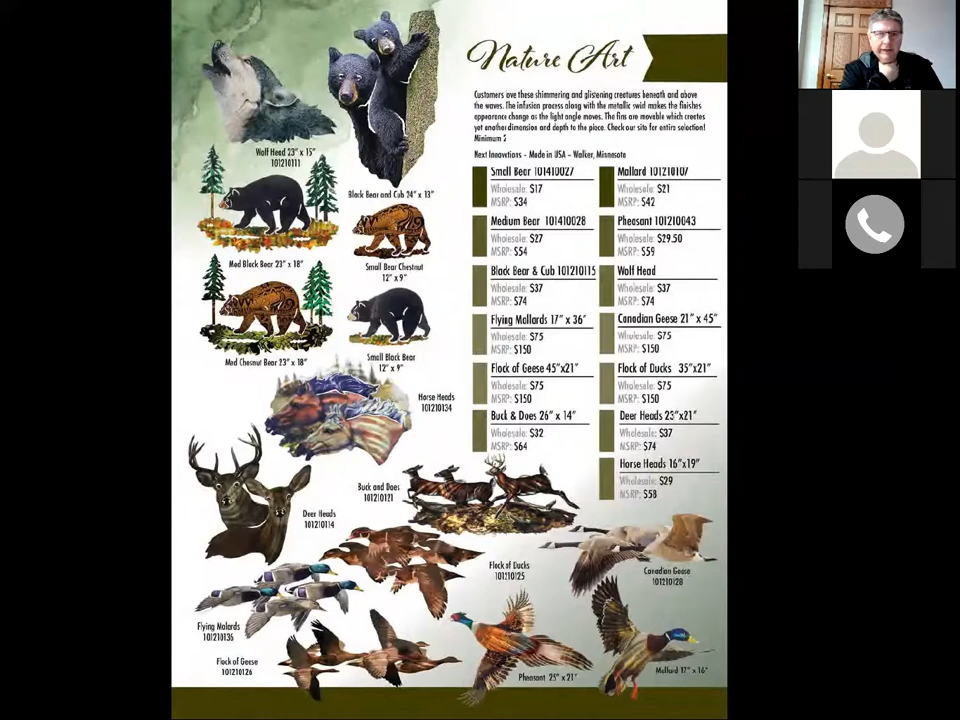 Nature Art
Customers love these shimmering and glistening creatures beneath and above
the waves. The infusion process along with the metallic swirl makes the finishes
appearance change as the light angle moves. The fins are movable which creates
yet another dimension and depth to the piece. Check our site for entire selection!
Minimum 2
Next Innovations – Made in USA – Walker, Minnesota
Small Bear 101410027
Wholesale: $17
MSRP: $34
Medium Bear 101410028
Wholesale: $27
MSRP: $54
Black Bear & Cub 101210115
Wholesale: $37
MSRP: $74
Flying Mallards 17" x 36"
Wholesale: $75
MSRP: $150
Flock of Geese 45"x21"
Wholesale: $75
MSRP: $150
Buck & Does 26" x 14"
Wholesale: $32
MSRP: $64
Mallard 101210107
Wholesale: $21
MSRP: $42
Pheasant 101210043
Wholesale: $29.50
MSRP: $59
Wolf Head
Wholesale: $37
MSRP: $74
Canadian Geese 21" x 45"
Wholesale: $75
MSRP: $150
Flock of Ducks 35"x21"
Wholesale: $75
MSRP: $150
Deer Heads 23"x21"
Wholesale: $37
MSRP: $74
Horse Heads 16"x19"
Wholesale: $29
MSRP: $58
Wolf Head 23" x 15"
101210111
Black Bear and Cub 24" x 13"
Med Black Bear 23" x 18"
Small Bear Chestnut
12" x 9"
Med Chesnut Bear 23" x 18"
Small Black Bear
12" x 9"
Horse Heads
101210134
Buck and Does
101210121
Deer Heads
101210114
Flock of Ducks
101210125
Canadian Geese
101210128
Flying Malards
101210136
Flock of Geese
101210126
Pheasant 25" x 21"
Mallard 17" x 16"